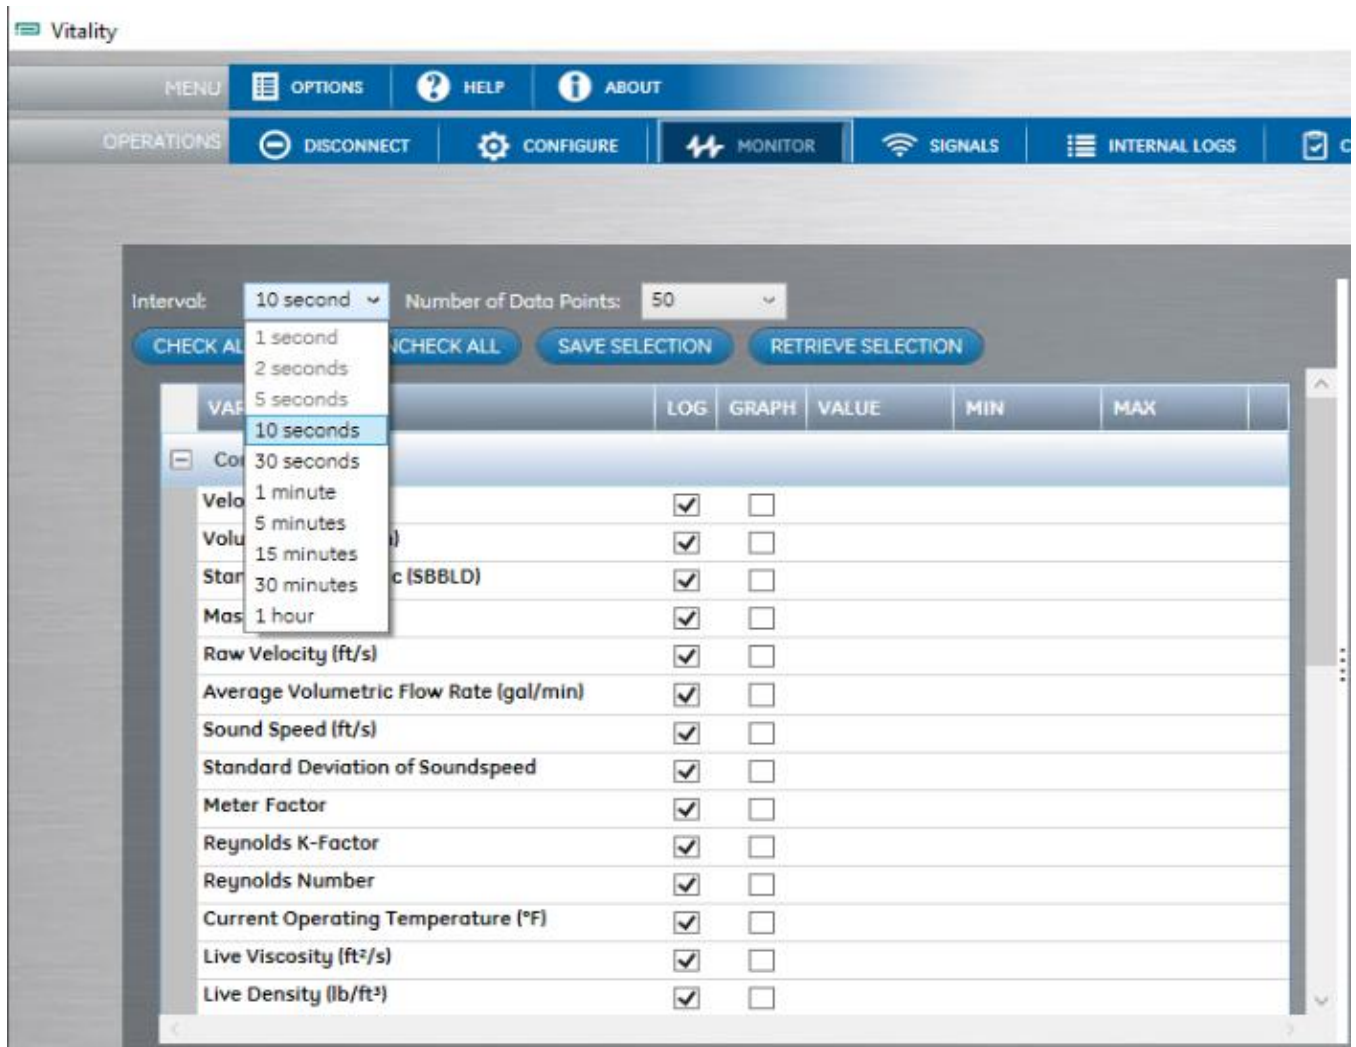 Vitality
MENU OPTIONS HELP ABOUT
OPERATIONS DISCONNECT CONFIGURE MONITOR SIGNALS INTERNAL LOGS C
Interval: 10 second Number of Data Points: 50
CHECK AL NCHECK ALL SAVE SELECTION RETRIEVE SELECTION
1 second
2 seconds
5 seconds
10 seconds
30 seconds
1 minute
5 minutes
15 minutes
30 minutes
1 hour
VAR LOG GRAPH VALUE MIN MAX
Co
Velo
Volu )
Stan c (SBBLD)
Mas
Raw Velocity (ft/s)
Average Volumetric Flow Rate (gal/min)
Sound Speed (ft/s)
Standard Deviation of Soundspeed
Meter Factor
Reynolds K-Factor
Reynolds Number
Current Operating Temperature (°F)
Live Viscosity (ft²/s)
Live Density (lb/ft³)